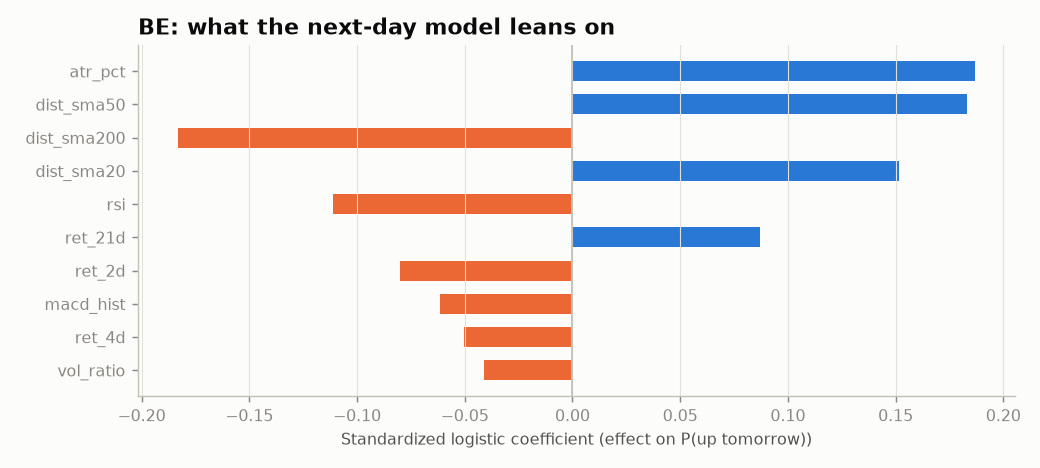 BE: what the next-day model leans on
atr_pct
dist_sma50
dist_sma200
dist_sma20
rsi
ret_21d
ret_2d
macd_hist
ret_4d
vol_ratio
−0.20 −0.15 −0.10 −0.05 0.00 0.05 0.10 0.15 0.20
Standardized logistic coefficient (effect on P(up tomorrow))